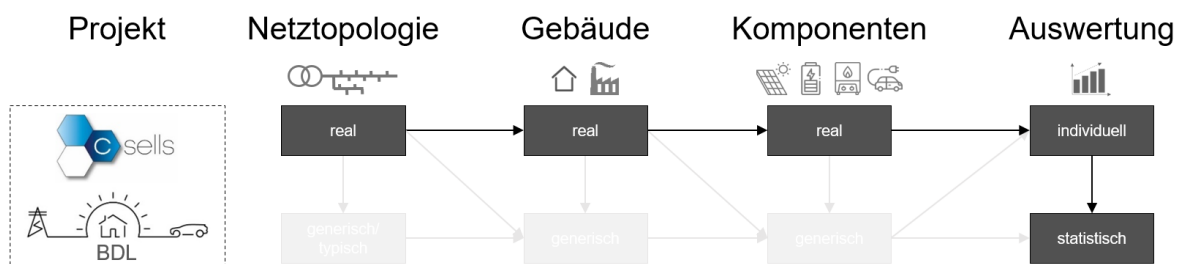 Projekt
Netztopologie
Gebäude
Komponenten
Auswertung
C sells
BDL
real
real
real
individuell
generisch/
typisch
generisch
generisch
statistisch